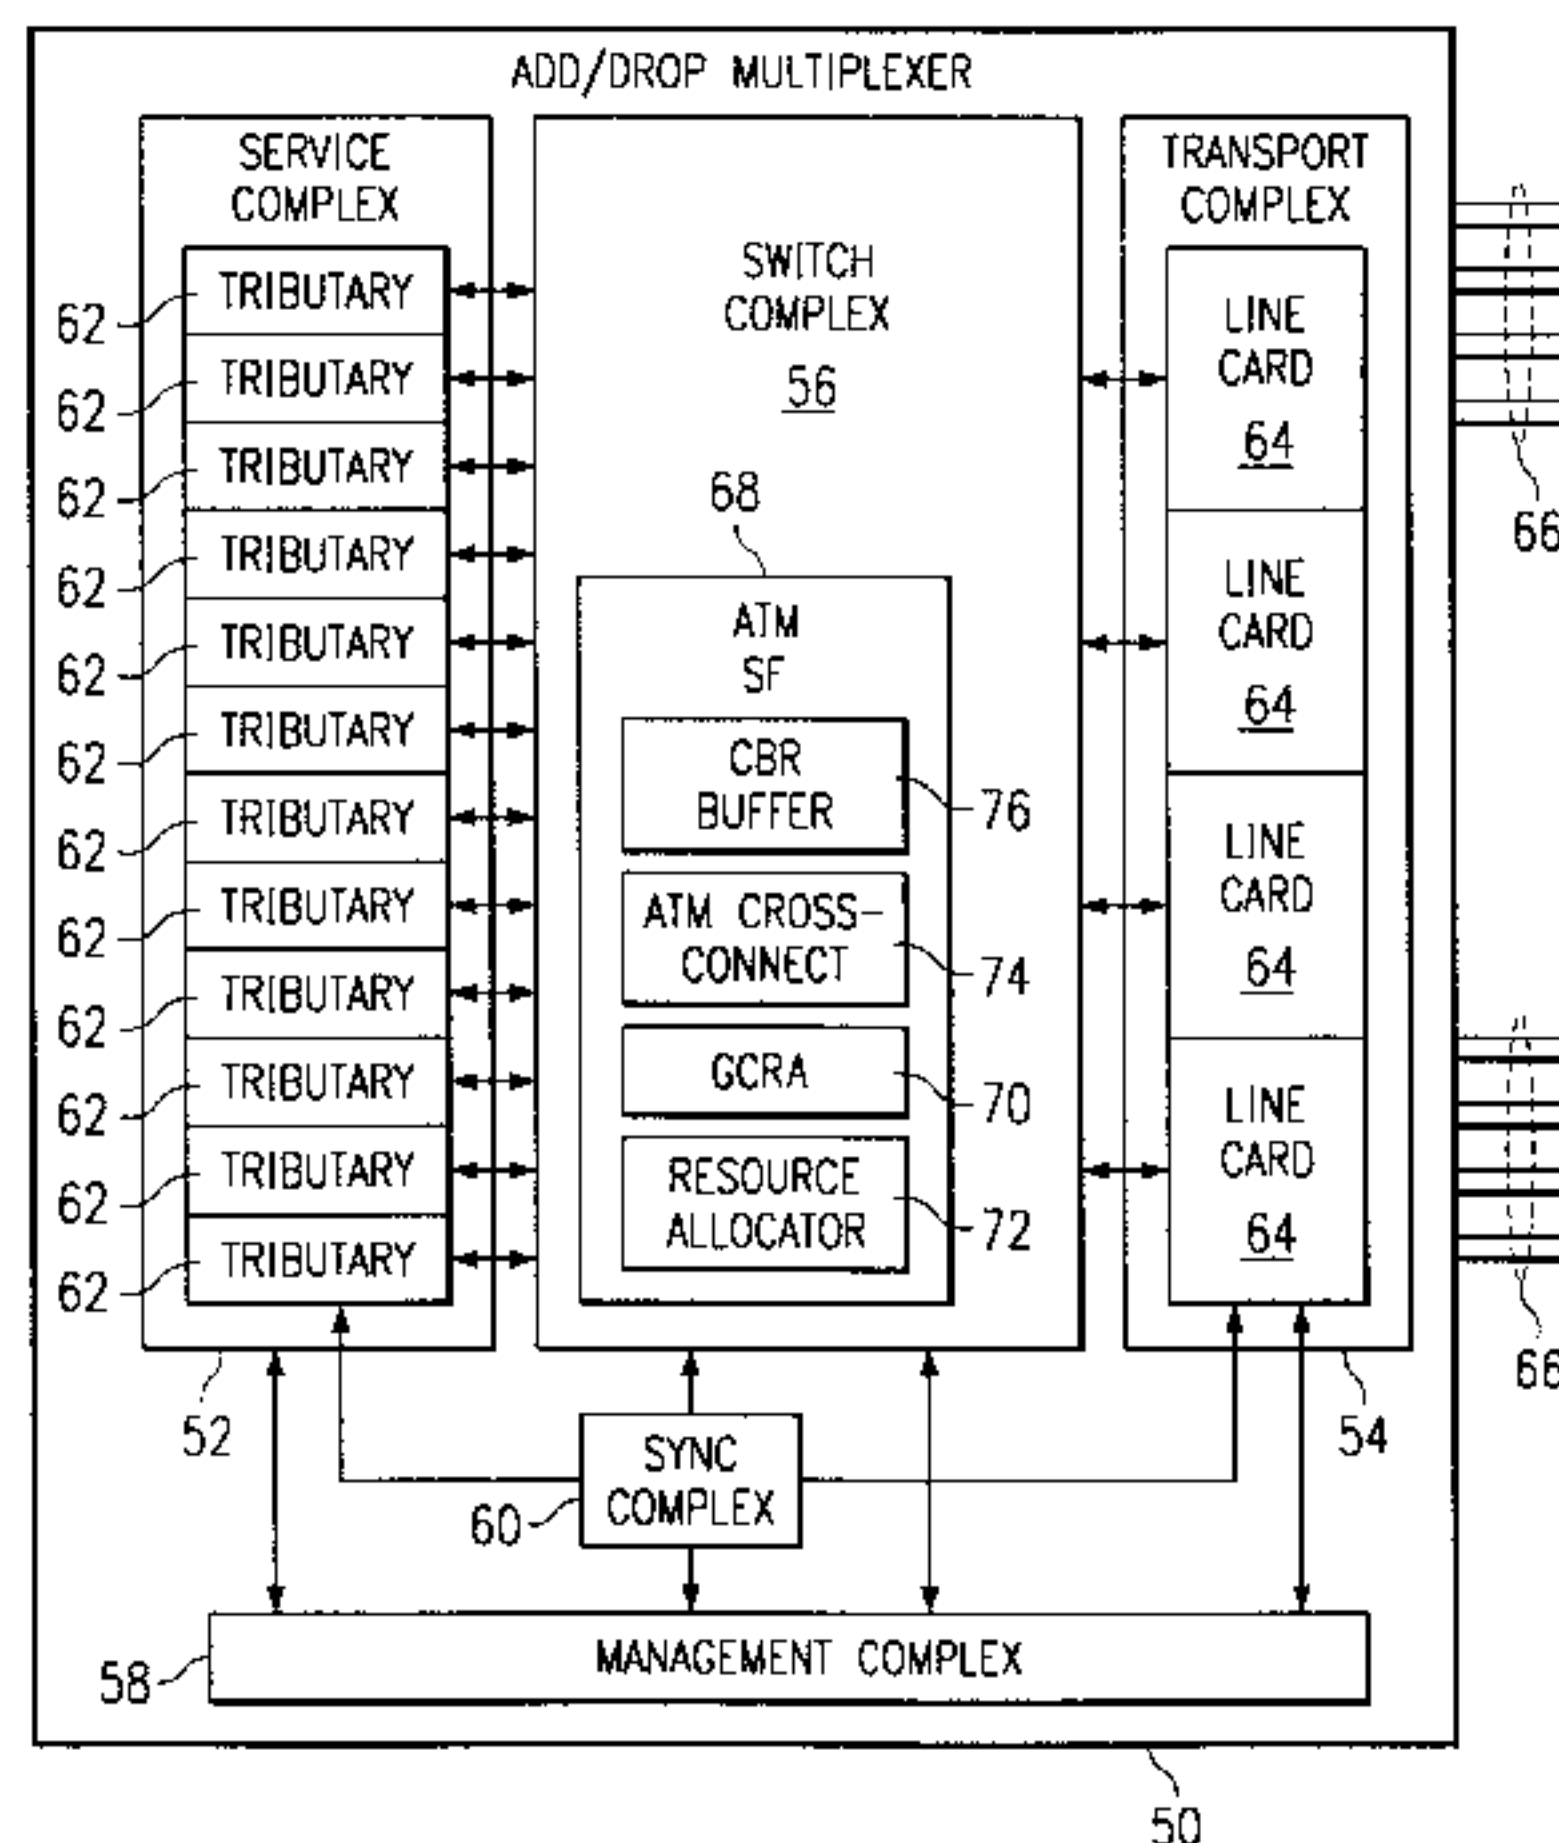 ADD/DROP MULTIPLEXER
SERVICE
COMPLEX
TRIBUTARY
TRIBUTARY
TRIBUTARY
TRIBUTARY
TRIBUTARY
TRIBUTARY
TRIBUTARY
TRIBUTARY
TRIBUTARY
TRIBUTARY
TRIBUTARY
TRIBUTARY
62
62
62
62
62
62
62
62
62
62
62
62
52
SWITCH
COMPLEX
56
68
ATM
SF
CBR
BUFFER
76
ATM CROSS-
CONNECT
74
GCRA
70
RESOURCE
ALLOCATOR
72
TRANSPORT
COMPLEX
LINE
CARD
64
LINE
CARD
64
LINE
CARD
64
LINE
CARD
64
66
66
54
SYNC
COMPLEX
60
MANAGEMENT COMPLEX
58
50